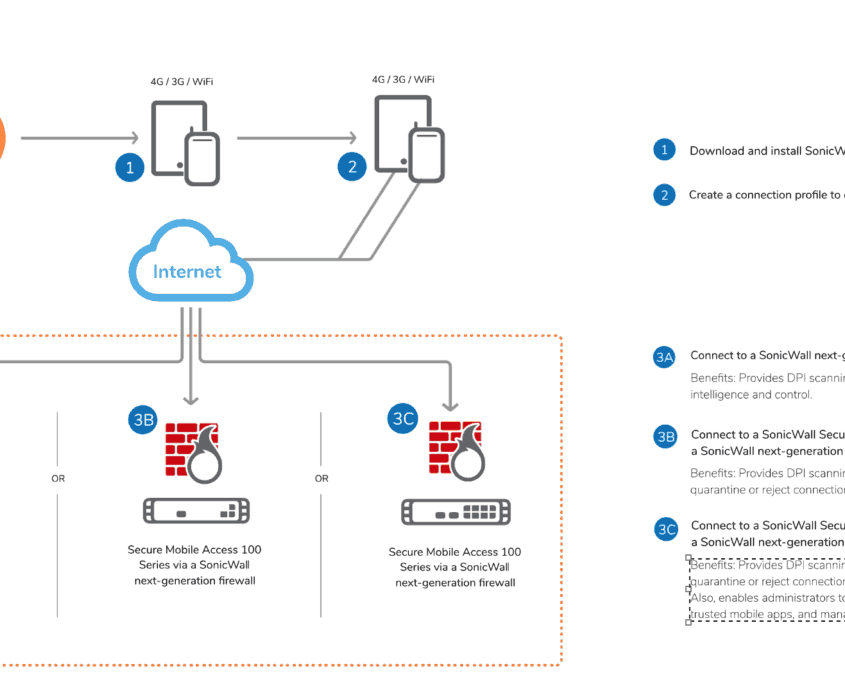 4G / 3G / WiFi
4G / 3G / WiFi
1
2
Internet
3B
3C
OR
OR
Secure Mobile Access 100
Series via a SonicWall
next-generation firewall
Secure Mobile Access 100
Series via a SonicWall
next-generation firewall
1
Download and install SonicW
2
Create a connection profile to
3A
Connect to a SonicWall next-g
Benefits: Provides DPI scannin
intelligence and control.
3B
Connect to a SonicWall Secu
a SonicWall next-generation
Benefits: Provides DPI scannin
quarantine or reject connection
3C
Connect to a SonicWall Secu
a SonicWall next-generation
Benefits: Provides DPI scannin
quarantine or reject connection
Also, enables administrators to
trusted mobile apps, and mana